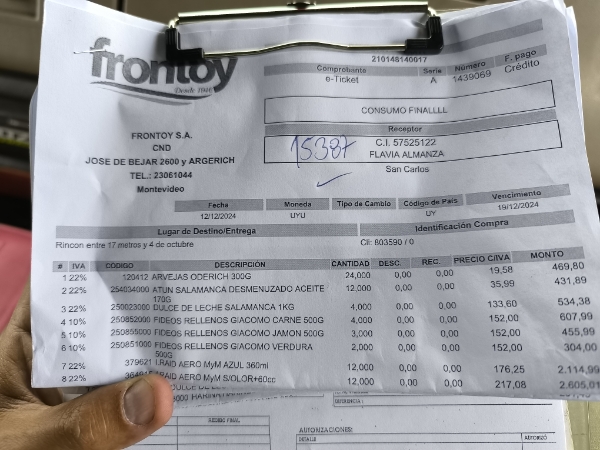 frontoy
210148140017
Comprobante Serie Número F. pago
e-Ticket A 1439069 Crédito
CONSUMO FINALLLL
Receptor
C.I. 57525122
FLAVIA ALMANZA
San Carlos
15387
FRONTOY S.A.
CND
JOSE DE BEJAR 2600 y ARGERICH
TEL.: 23061044
Montevideo
Fecha Moneda Tipo de Cambio Código de País Vencimiento
12/12/2024 UYU UY 19/12/2024
Lugar de Destino/Entrega Identificación Compra
Rincon entre 17 metros y 4 de octubre Cli: 803590 / 0
# IVA CODIGO DESCRIPCIÓN CANTIDAD DESC. REC. PRECIO C/IVA MONTO
1 22% 120412 ARVEJAS ODERICH 300G 24,000 0,00 0,00 19,58 469,80
2 22% 254034000 ATUN SALAMANCA DESMENUZADO ACEITE 12,000 0,00 0,00 35,99 431,89
170G
3 22% 250023000 DULCE DE LECHE SALAMANCA 1KG 4,000 0,00 0,00 133,60 534,38
4 10% 250852000 FIDEOS RELLENOS GIACOMO CARNE 500G 4,000 0,00 0,00 152,00 607,99
5 10% 250855000 FIDEOS RELLENOS GIACOMO JAMON 500G 3,000 0,00 0,00 152,00 455,99
6 10% 250851000 FIDEOS RELLENOS GIACOMO VERDURA 2,000 0,00 0,00 152,00 304,00
500G
7 22% 379621 I.RAID AERO MyM AZUL 360ml 12,000 0,00 0,00 176,25 2.114,99
8 22% I.RAID AERO MyM S/OLOR+60cc 12,000 0,00 0,00 217,08 2.605,01
RECIBO FINAL
AUTORIZACIONES:
DETALLE AUTORIZÓ